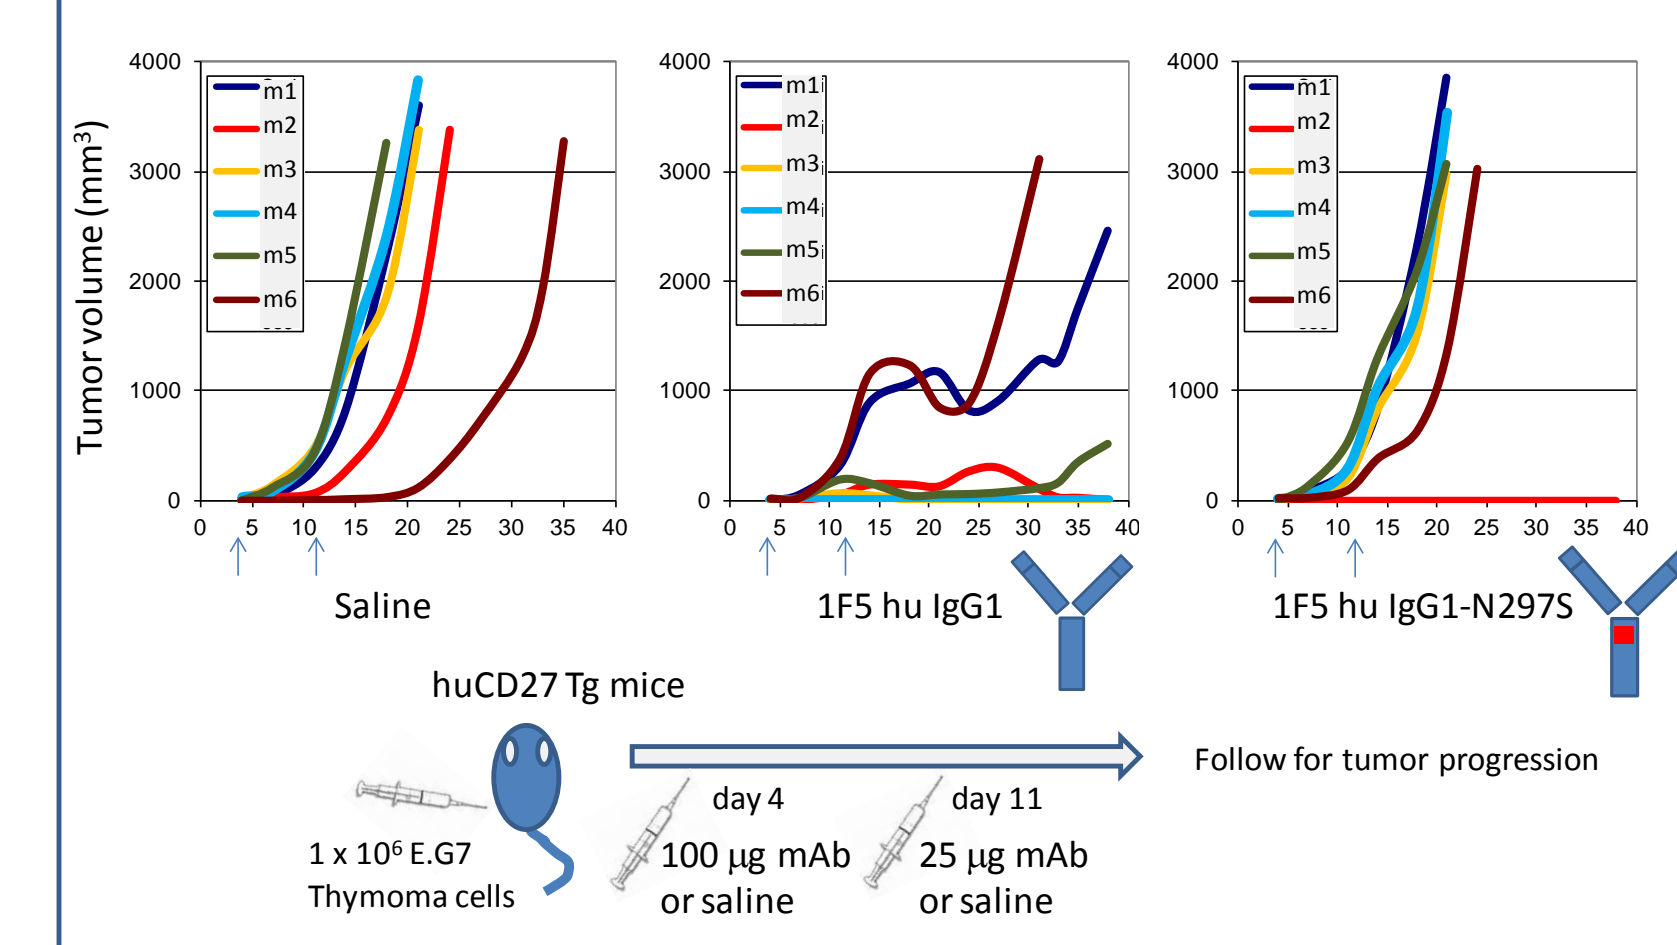 Tumor volume (mm³)
4000
3000
2000
1000
0
m1
m2
m3
m4
m5
m6
0 5 10 15 20 25 30 35 40
Saline
4000
3000
2000
1000
0
m1
m2
m3
m4
m5
m6
0 5 10 15 20 25 30 35 40
1F5 hu IgG1
4000
3000
2000
1000
0
m1
m2
m3
m4
m5
m6
0 5 10 15 20 25 30 35 40
1F5 hu IgG1-N297S
huCD27 Tg mice
1 x 10⁶ E.G7
Thymoma cells
day 4
100 µg mAb
or saline
day 11
25 µg mAb
or saline
Follow for tumor progression